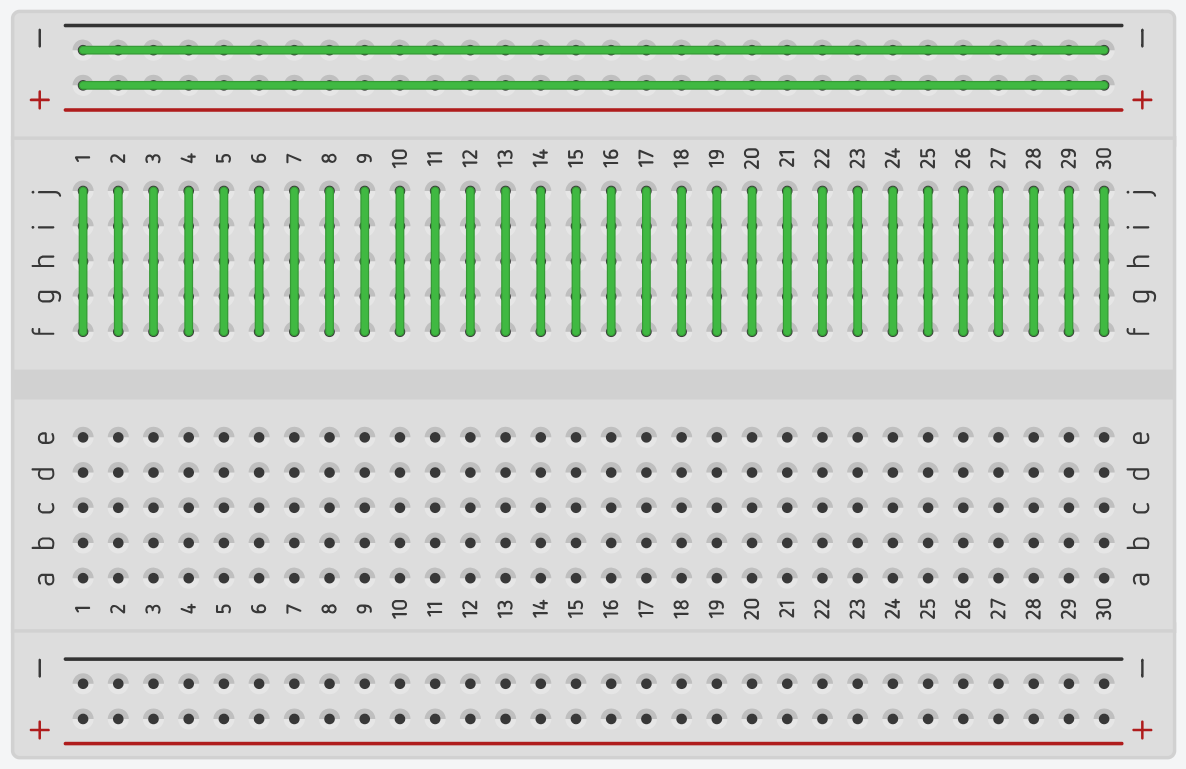 − −
+ +
1 2 3 4 5 6 7 8 9 10 11 12 13 14 15 16 17 18 19 20 21 22 23 24 25 26 27 28 29 30
j j
i i
h h
g g
f f
e e
d d
c c
b b
a a
1 2 3 4 5 6 7 8 9 10 11 12 13 14 15 16 17 18 19 20 21 22 23 24 25 26 27 28 29 30
− −
+ +